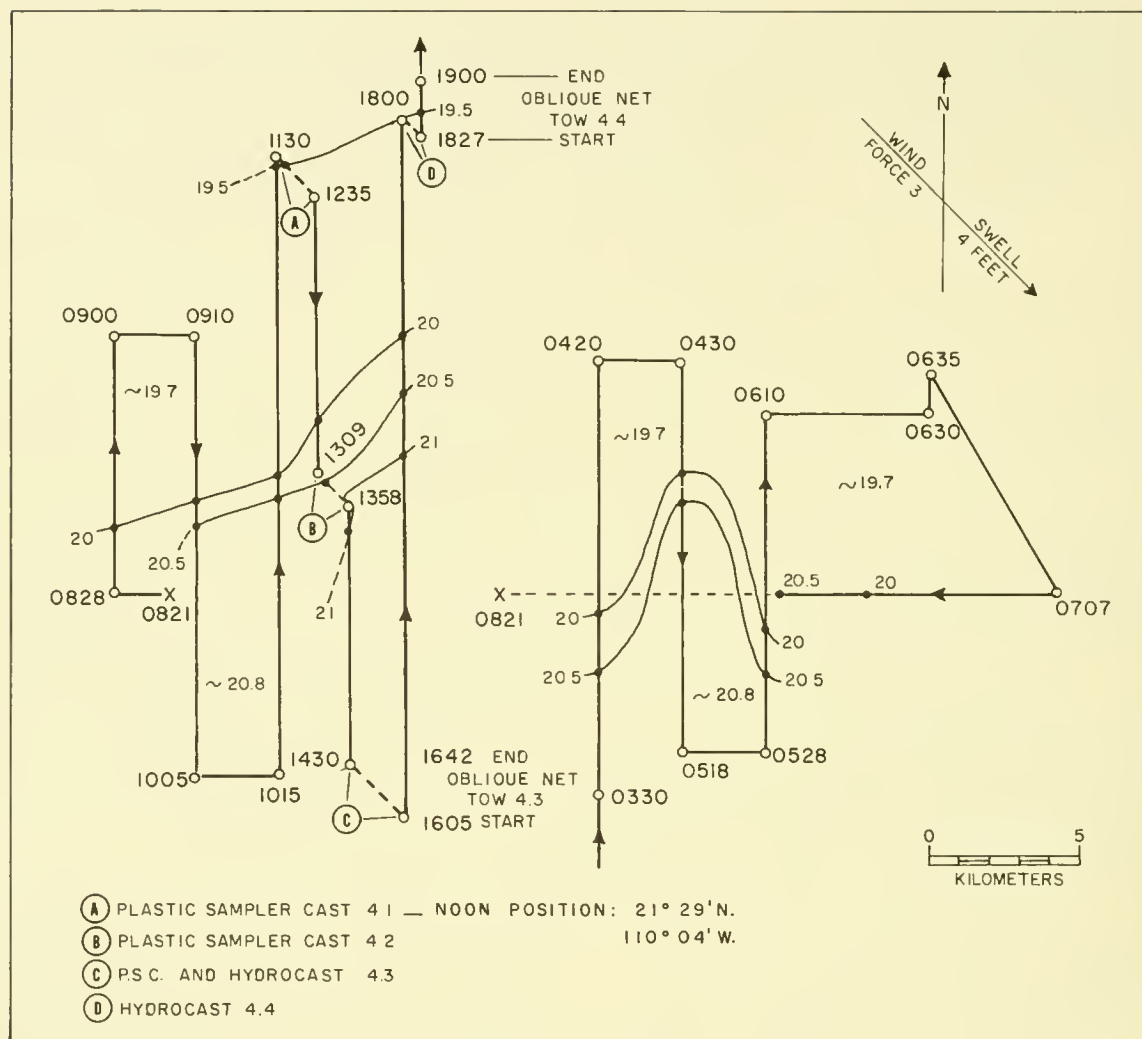 1900 END
OBLIQUE NET
TOW 4.4
1827 START
1800
19.5
D
1130
19 5
1235
A
N
WIND
FORCE 3
SWELL
4 FEET
0900
0910
~19.7
20
20.5
21
1309
1358
B
20
20.5
21
0828
X
0821
~20.8
1005
1015
1430
C
1642 END
OBLIQUE NET
TOW 4.3
1605 START
0420
0430
~19.7
0610
0635
0630
~19.7
X
0821
20.5
20
0707
20
20 5
20
20.5
~20.8
0518
0528
0330
0
5
KILOMETERS
A PLASTIC SAMPLER CAST 4 1 _ NOON POSITION: 21° 29'N.
110° 04'W.
B PLASTIC SAMPLER CAST 4 2
C P.S C. AND HYDROCAST 4.3
D HYDROCAST 4.4